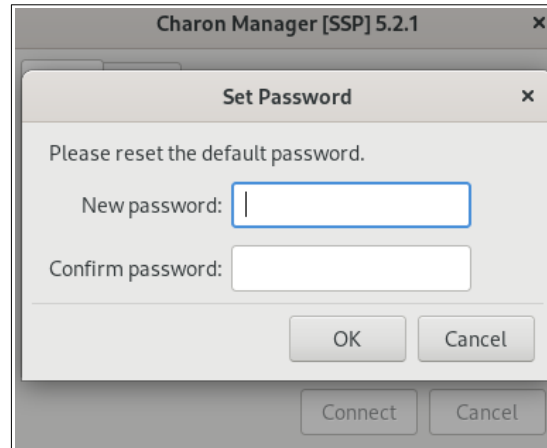 Charon Manager [SSP] 5.2.1 ×
Set Password ×
Please reset the default password.
New password:
Confirm password:
OK Cancel
Connect Cancel